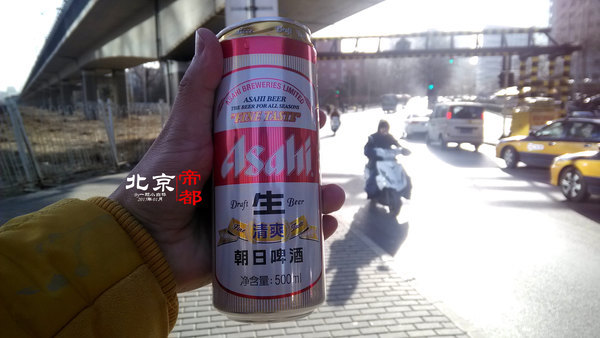 ASAHI BREWERIES LIMITED
ASAHI BEER
THE BEER FOR ALL SEASONS
FINE TASTE
Asahi
Draft 生 Beer
清爽
朝日啤酒
净含量:500ml
北京
帝都